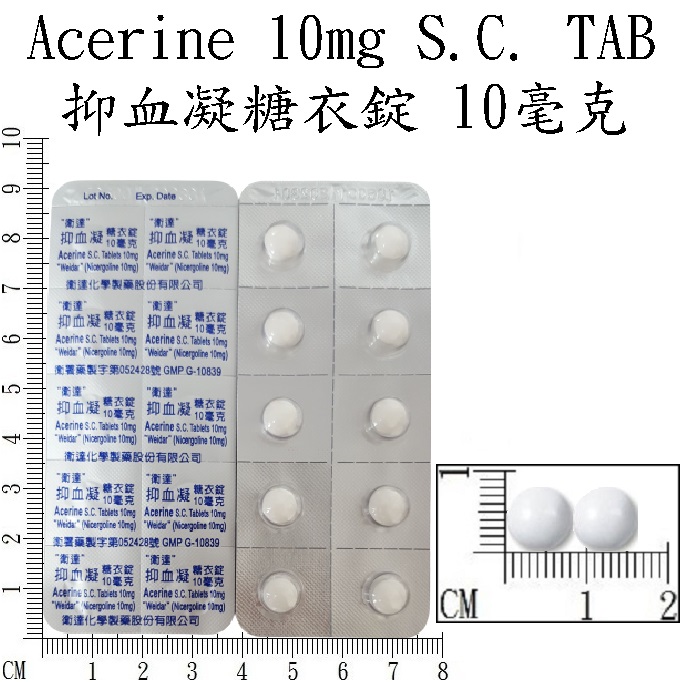 Acerine 10mg S.C. TAB
抑血凝糖衣錠 10毫克
Lot No. Exp. Date
"衛達" "衛達"
抑血凝 糖衣錠 10毫克 抑血凝 糖衣錠 10毫克
Acerine S.C. Tablets 10mg Acerine S.C. Tablets 10mg
"Weidar" (Nicergoline 10mg) "Weidar" (Nicergoline 10mg)
衛達化學製藥股份有限公司
"衛達" "衛達"
抑血凝 糖衣錠 10毫克 抑血凝 糖衣錠 10毫克
Acerine S.C. Tablets 10mg Acerine S.C. Tablets 10mg
"Weidar" (Nicergoline 10mg) "Weidar" (Nicergoline 10mg)
衛署藥製字第052428號 GMP G-10839
"衛達" "衛達"
抑血凝 糖衣錠 10毫克 抑血凝 糖衣錠 10毫克
Acerine S.C. Tablets 10mg Acerine S.C. Tablets 10mg
"Weidar" (Nicergoline 10mg) "Weidar" (Nicergoline 10mg)
衛達化學製藥股份有限公司
"衛達" "衛達"
抑血凝 糖衣錠 10毫克 抑血凝 糖衣錠 10毫克
Acerine S.C. Tablets 10mg Acerine S.C. Tablets 10mg
"Weidar" (Nicergoline 10mg) "Weidar" (Nicergoline 10mg)
衛署藥製字第052428號 GMP G-10839
"衛達" "衛達"
抑血凝 糖衣錠 10毫克 抑血凝 糖衣錠 10毫克
Acerine S.C. Tablets 10mg Acerine S.C. Tablets 10mg
"Weidar" (Nicergoline 10mg) "Weidar" (Nicergoline 10mg)
衛達化學製藥股份有限公司
10
9
8
7
6
5
4
3
2
1
CM 1 2 3 4 5 6 7 8
1
CM 1 2